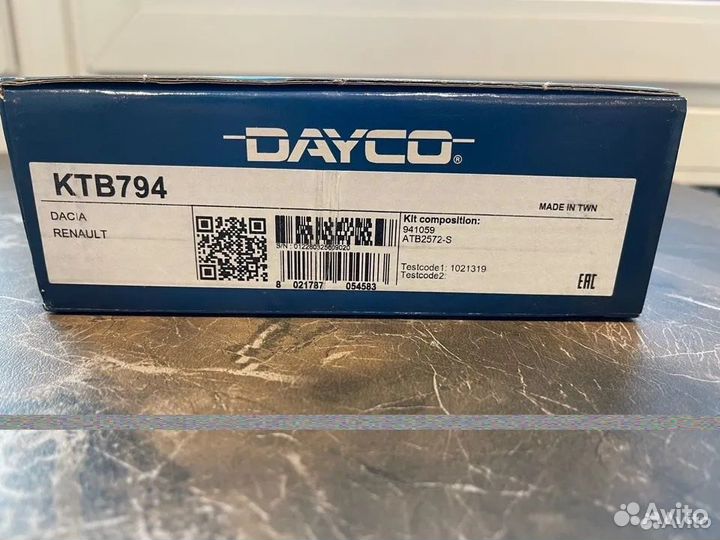 DAYCO®
KTB794
DACIA
RENAULT
S/N: 012280325609020
8 021787 054583
Kit composition:
941059
ATB2572-S
Testcode1: 1021319
Testcode2:
MADE IN TWN
EAC
Avito